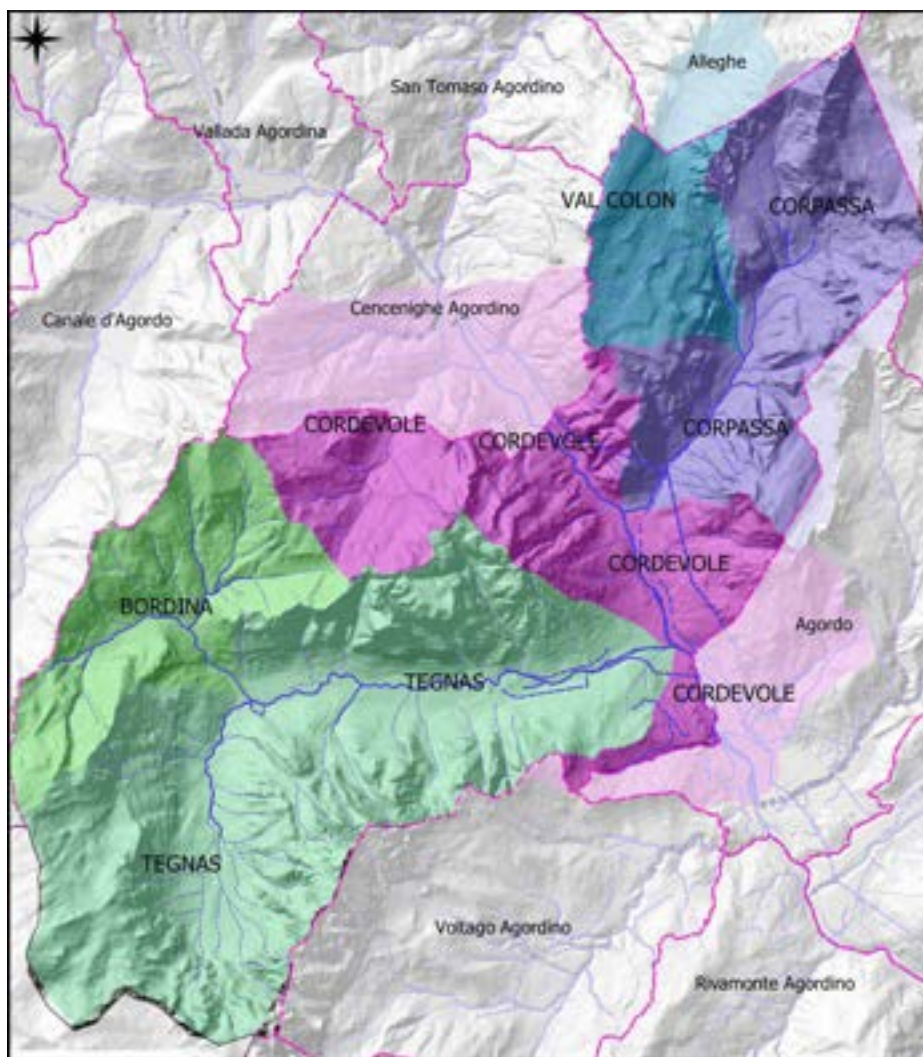 Alleghe
San Tomaso Agordino
Vallada Agordina
VAL COLON
CORPASSA
Cencenighe Agordino
Canale d'Agordo
CORDEVOLE
CORDEVOLE
CORPASSA
CORDEVOLE
BORDINA
Agordo
TEGNAS
CORDEVOLE
TEGNAS
Voltago Agordino
Rivamonte Agordino